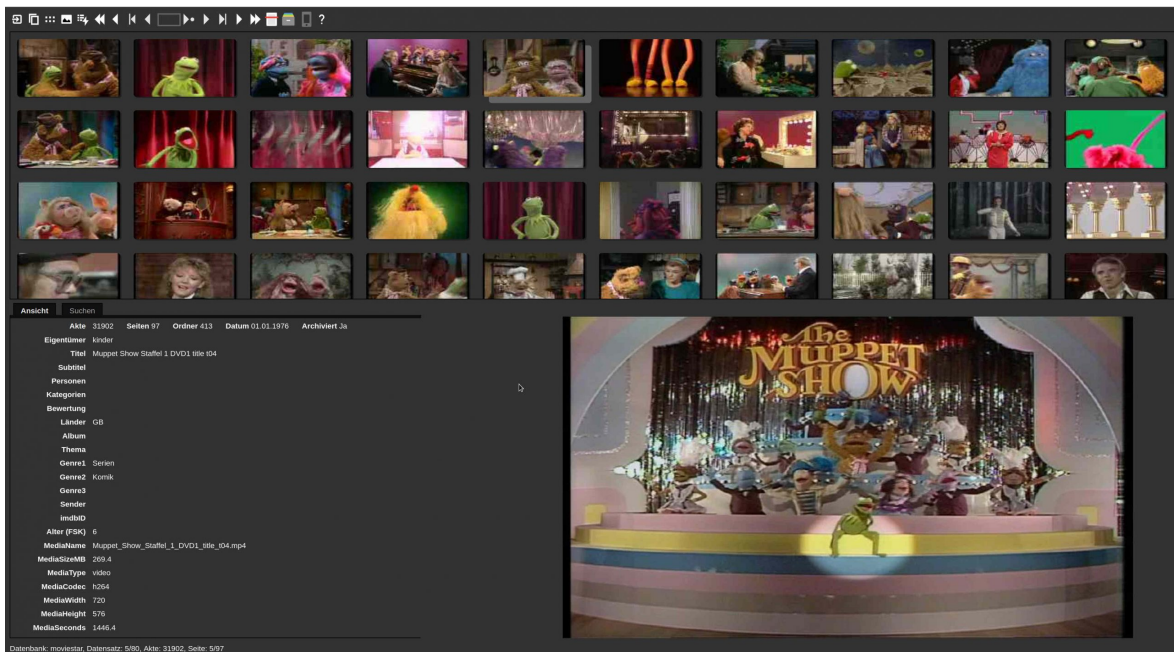 Ansicht Suchen
Akte 31902 Seiten 97 Ordner 413 Datum 01.01.1976 Archiviert Ja
Eigentümer kinder
Titel Muppet Show Staffel 1 DVD1 title t04
Subtitel
Personen
Kategorien
Bewertung
Länder GB
Album
Thema
Genre1 Serien
Genre2 Komik
Genre3
Sender
imdbID
Alter (FSK) 6
MediaName Muppet_Show_Staffel_1_DVD1_title_t04.mp4
MediaSizeMB 269.4
MediaType video
MediaCodec h264
MediaWidth 720
MediaHeight 576
MediaSeconds 1446.4
The
MUPPET
SHOW
Datenbank: moviestar, Datensatz: 5/80, Akte: 31902, Seite: 5/97